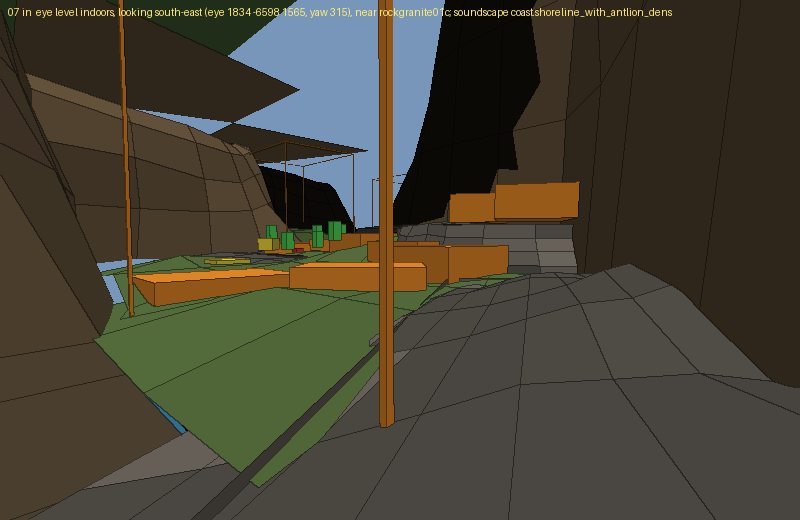 07 in  eye level indoors, looking south-east (eye 1834 -6598 1565, yaw 315), near rockgranite01c; soundscape coast.shoreline_with_antlion_dens